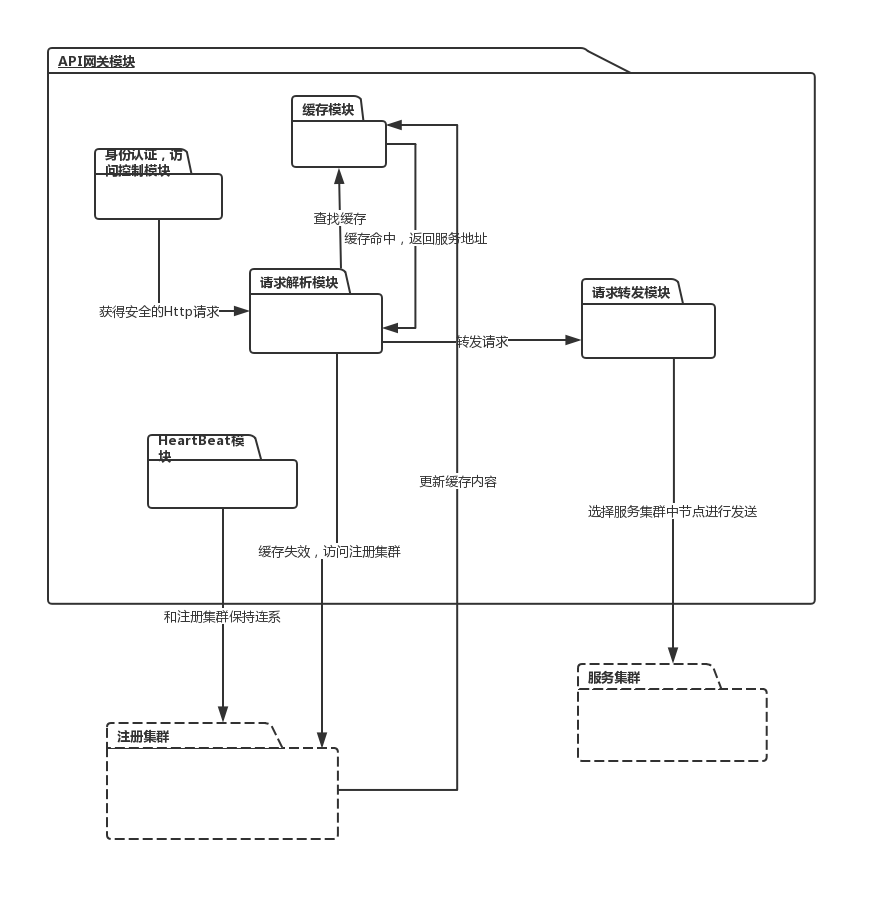 API网关模块
缓存模块
身份认证，访
问控制模块
查找缓存
缓存命中，返回服务地址
请求解析模块
请求转发模块
获得安全的Http请求
转发请求
HeartBeat模
块
更新缓存内容
选择服务集群中节点进行发送
缓存失效，访问注册集群
和注册集群保持连系
服务集群
注册集群